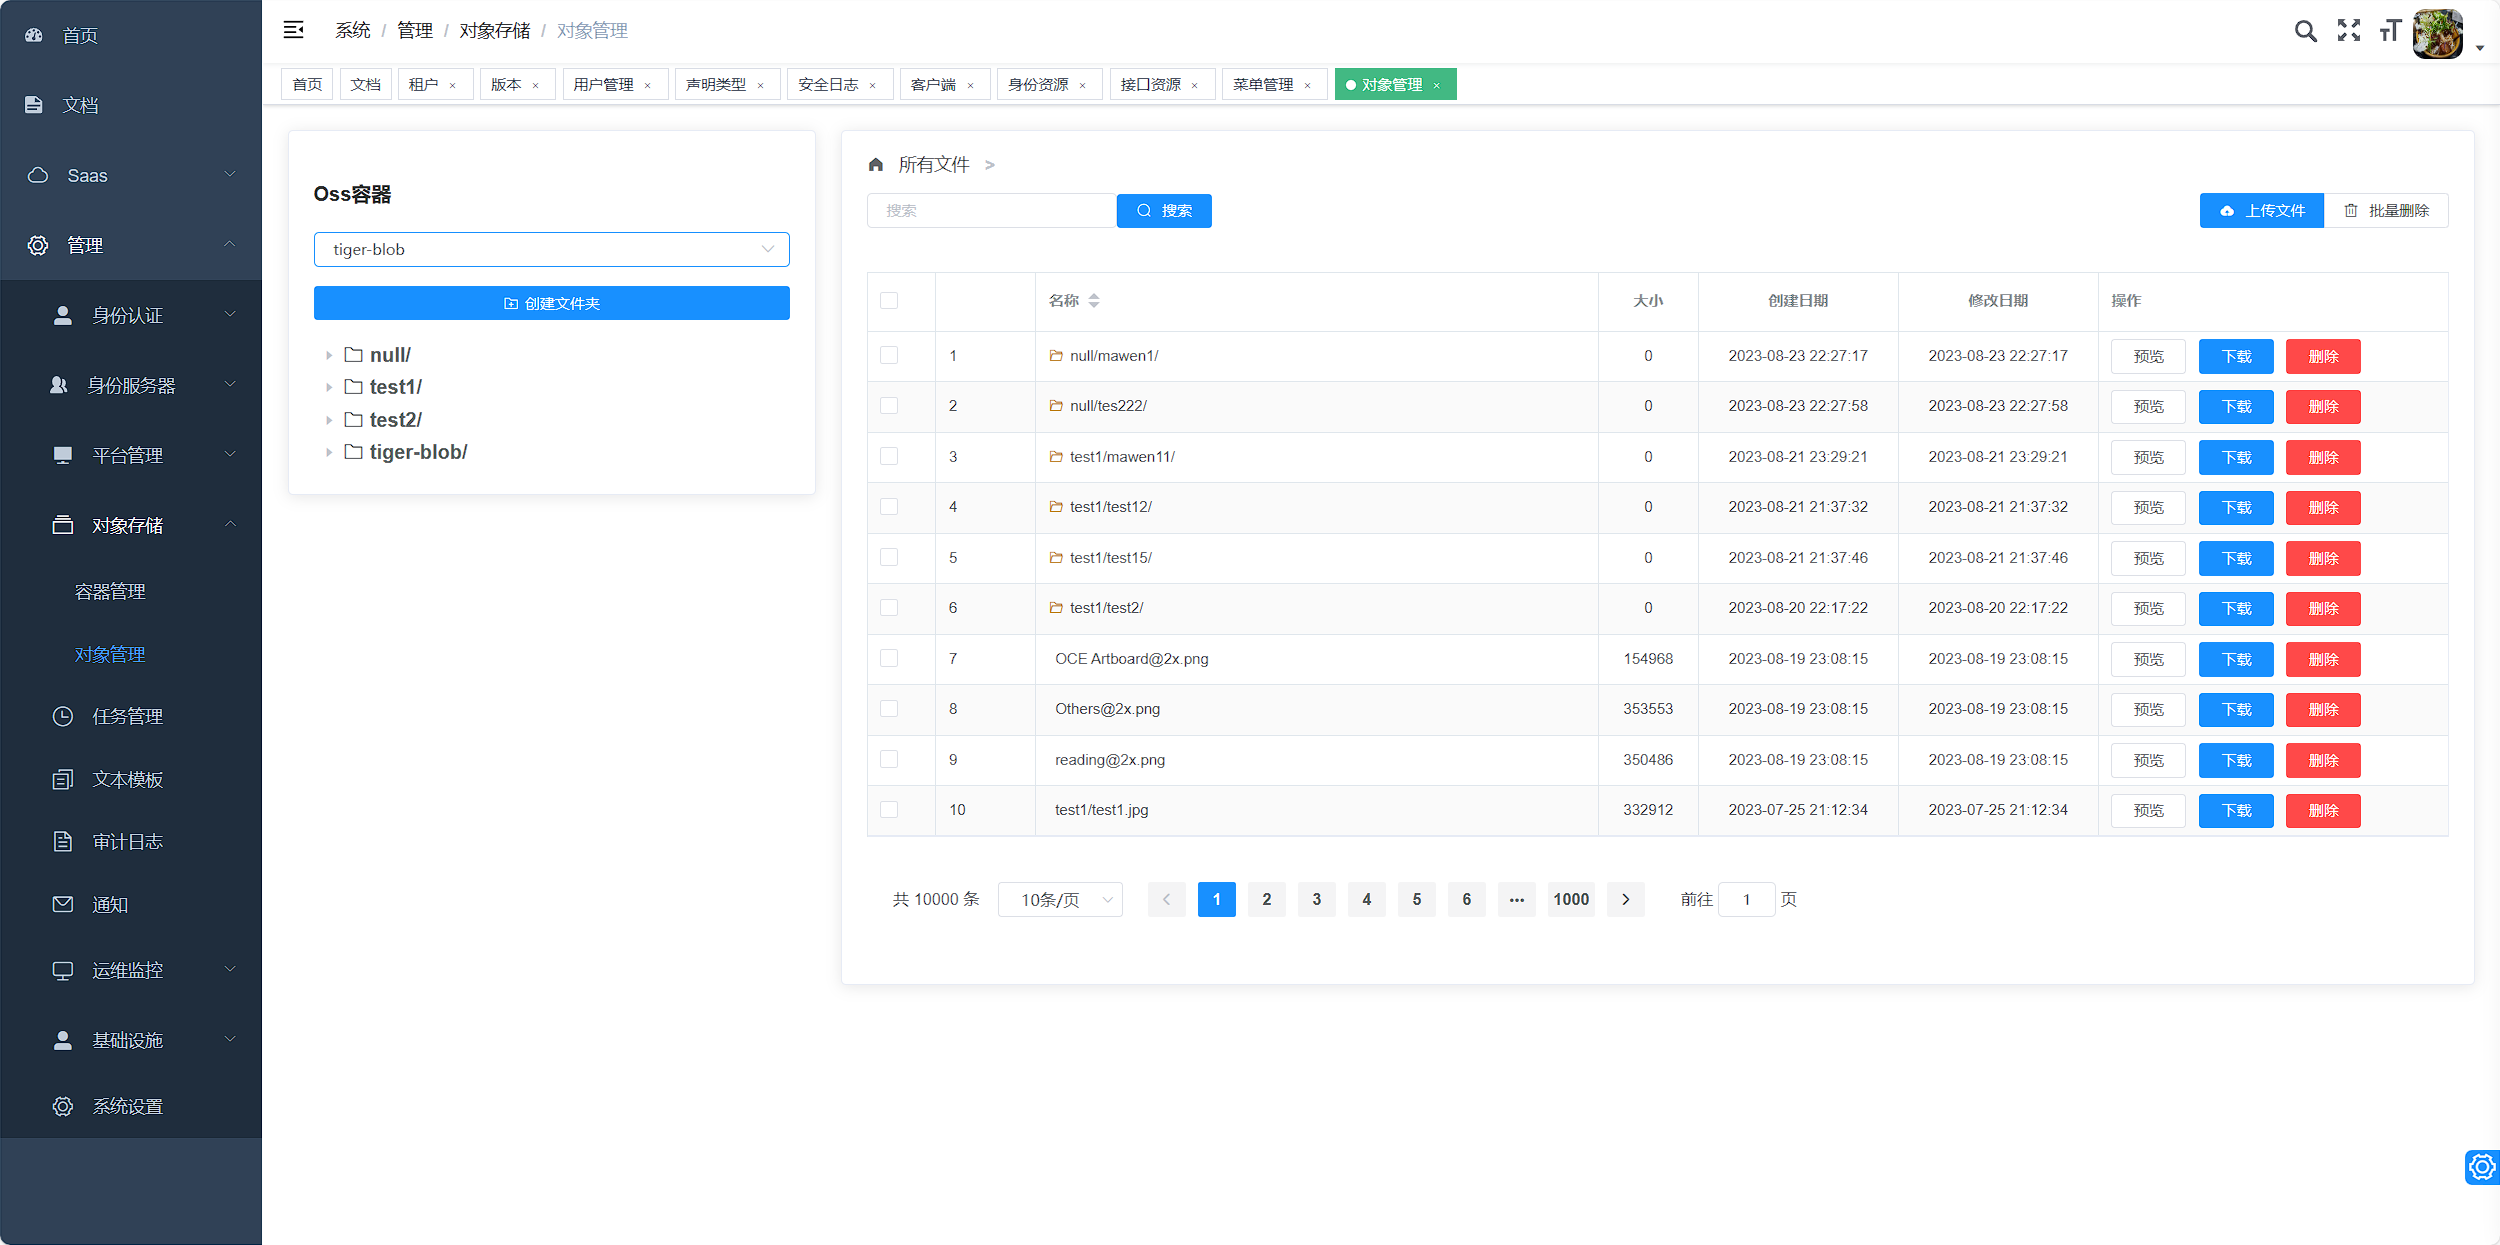 首页
文档
Saas
管理
身份认证
身份服务器
平台管理
对象存储
容器管理
对象管理
任务管理
文本模板
审计日志
通知
运维监控
基础设施
系统设置
系统 / 管理 / 对象存储 / 对象管理
首页 文档 租户 × 版本 × 用户管理 × 声明类型 × 安全日志 × 客户端 × 身份资源 × 接口资源 × 菜单管理 × 对象管理 ×
Oss容器
tiger-blob
创建文件夹
null/
test1/
test2/
tiger-blob/
所有文件 >
搜索 搜索 上传文件 批量删除
名称 大小 创建日期 修改日期 操作
1 null/mawen1/ 0 2023-08-23 22:27:17 2023-08-23 22:27:17 预览 下载 删除
2 null/tes222/ 0 2023-08-23 22:27:58 2023-08-23 22:27:58 预览 下载 删除
3 test1/mawen11/ 0 2023-08-21 23:29:21 2023-08-21 23:29:21 预览 下载 删除
4 test1/test12/ 0 2023-08-21 21:37:32 2023-08-21 21:37:32 预览 下载 删除
5 test1/test15/ 0 2023-08-21 21:37:46 2023-08-21 21:37:46 预览 下载 删除
6 test1/test2/ 0 2023-08-20 22:17:22 2023-08-20 22:17:22 预览 下载 删除
7 OCE Artboard@2x.png 154968 2023-08-19 23:08:15 2023-08-19 23:08:15 预览 下载 删除
8 Others@2x.png 353553 2023-08-19 23:08:15 2023-08-19 23:08:15 预览 下载 删除
9 reading@2x.png 350486 2023-08-19 23:08:15 2023-08-19 23:08:15 预览 下载 删除
10 test1/test1.jpg 332912 2023-07-25 21:12:34 2023-07-25 21:12:34 预览 下载 删除
共 10000 条 10条/页 1 2 3 4 5 6 ••• 1000 前往 1 页